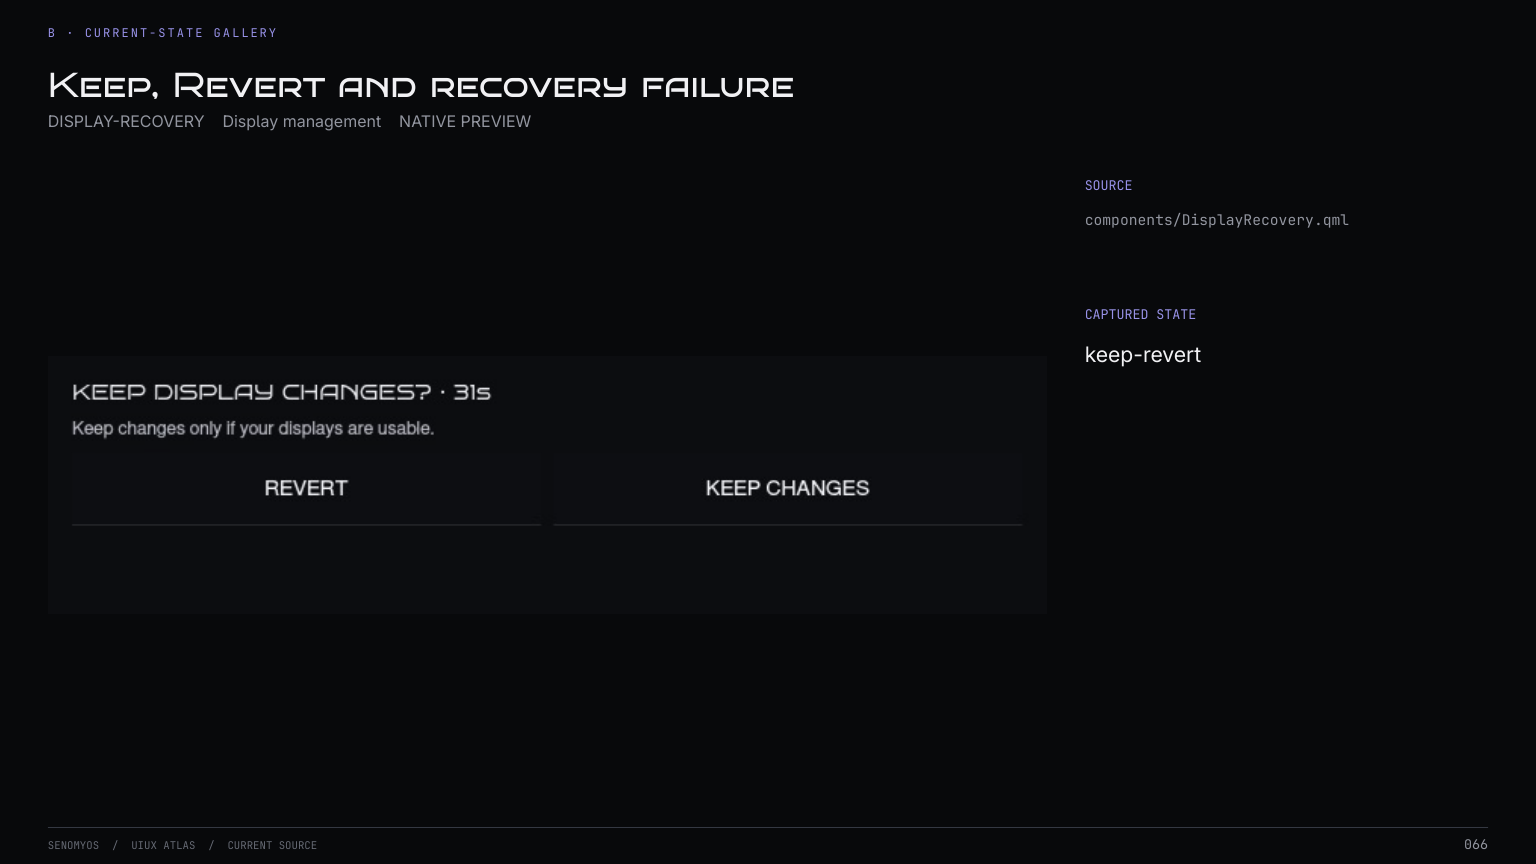 B · CURRENT-STATE GALLERY
Keep, Revert and recovery failure
DISPLAY-RECOVERY Display management NATIVE PREVIEW
SOURCE
components/DisplayRecovery.qml
CAPTURED STATE
keep-revert
KEEP DISPLAY CHANGES? · 31s
Keep changes only if your displays are usable.
REVERT KEEP CHANGES
SENOMYOS / UIUX ATLAS / CURRENT SOURCE 066